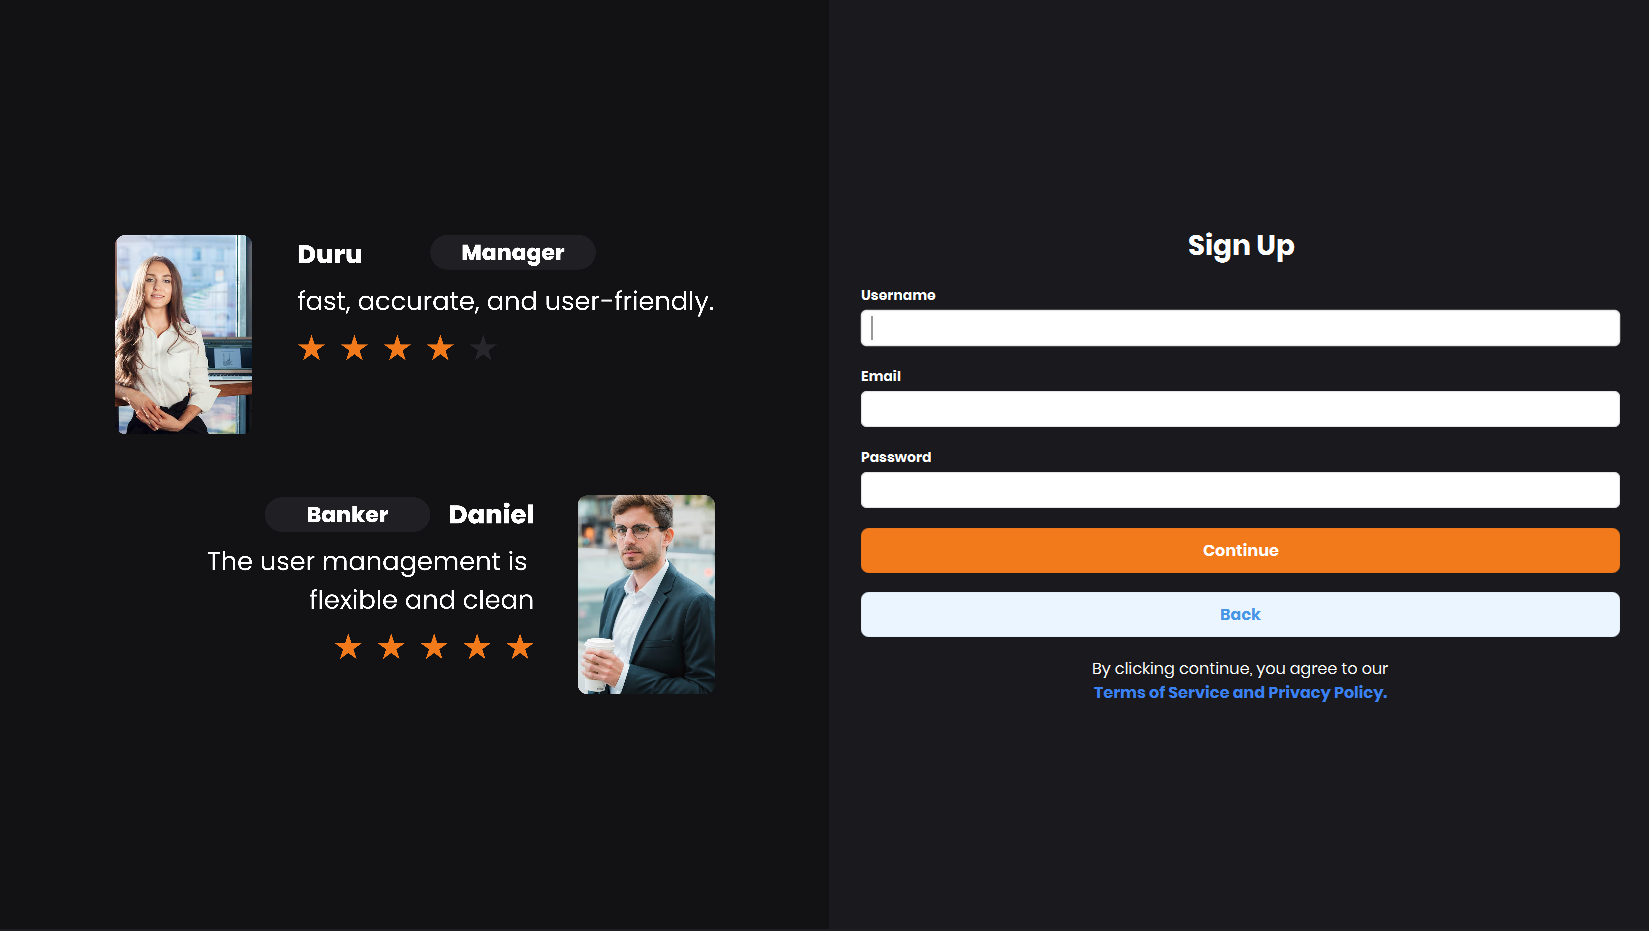 Duru
Manager
fast, accurate, and user-friendly.
Banker
Daniel
The user management is
flexible and clean
Sign Up
Username
Email
Password
Continue
Back
By clicking continue, you agree to our
Terms of Service and Privacy Policy.